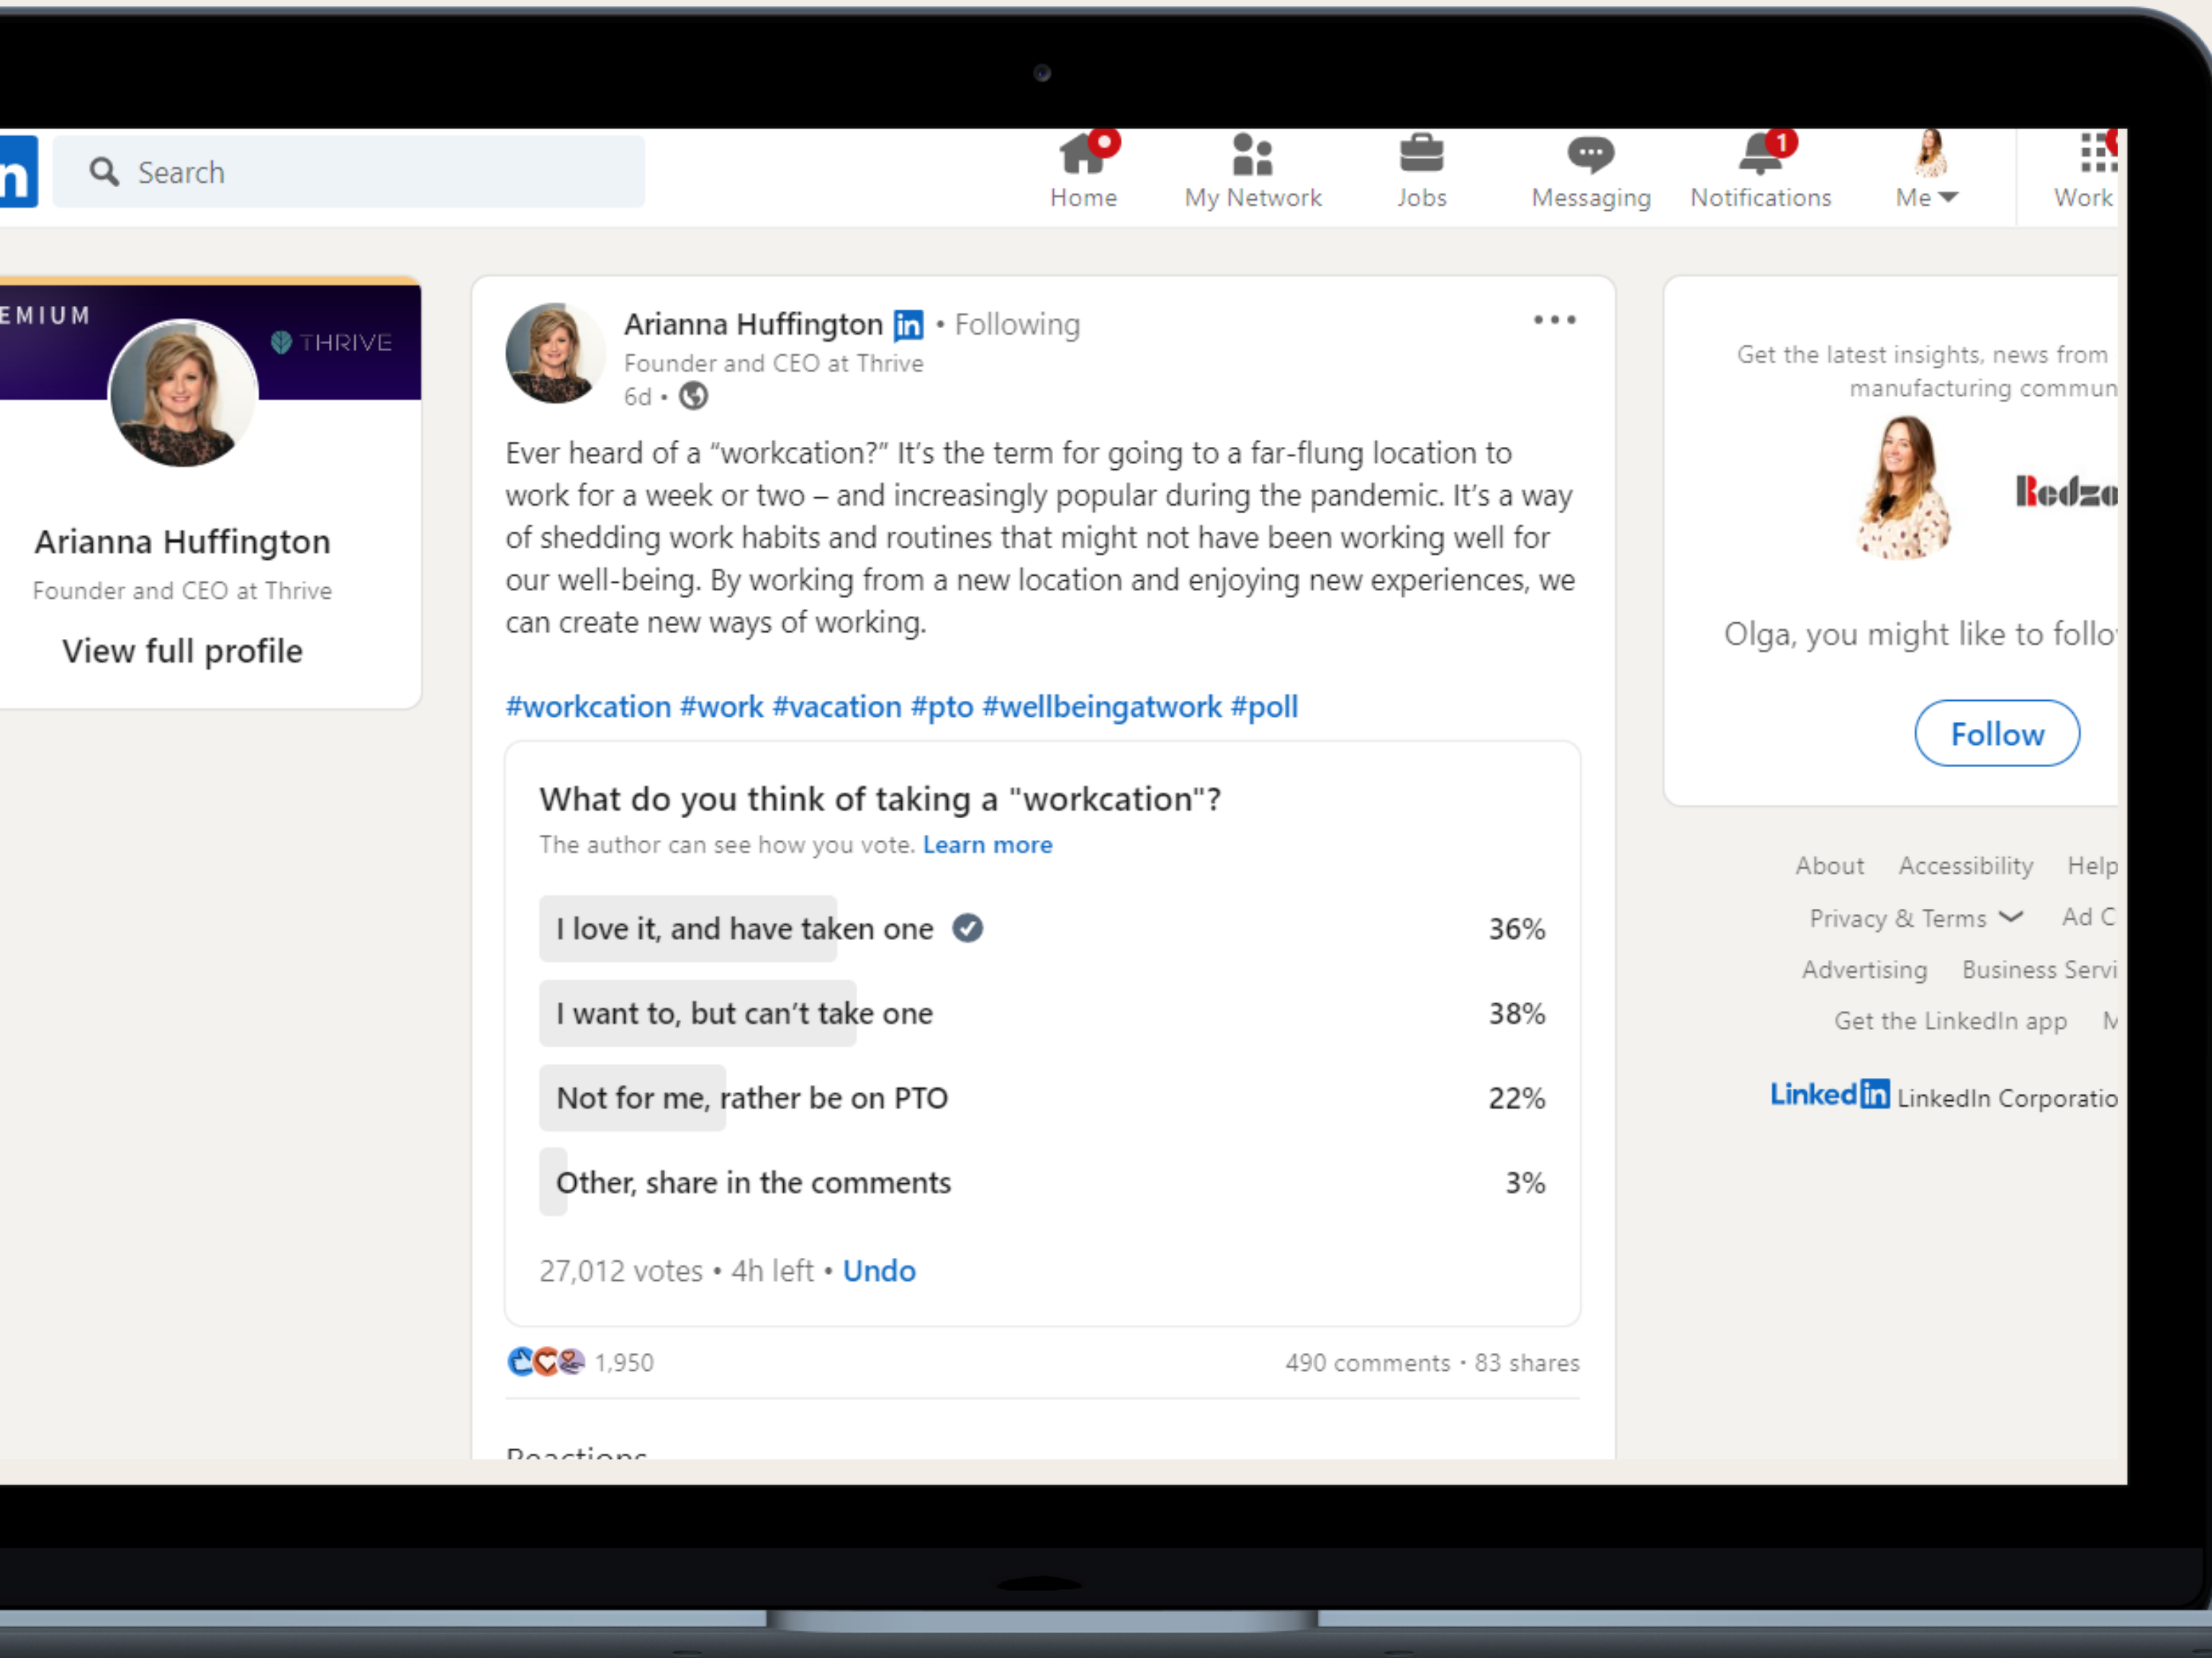 in
Search
Home
My Network
Jobs
Messaging
1
Notifications
Me
Work
EMIUM
THRIVE
Arianna Huffington
Founder and CEO at Thrive
View full profile
Arianna Huffington in • Following
Founder and CEO at Thrive
6d •
Ever heard of a “workcation?” It’s the term for going to a far-flung location to
work for a week or two – and increasingly popular during the pandemic. It’s a way
of shedding work habits and routines that might not have been working well for
our well-being. By working from a new location and enjoying new experiences, we
can create new ways of working.
#workcation #work #vacation #pto #wellbeingatwork #poll
What do you think of taking a "workcation"?
The author can see how you vote. Learn more
I love it, and have taken one 36%
I want to, but can’t take one 38%
Not for me, rather be on PTO 22%
Other, share in the comments 3%
27,012 votes • 4h left • Undo
1,950
490 comments • 83 shares
Reactions
Get the latest insights, news from
manufacturing commun
Redzo
Olga, you might like to follo
Follow
About Accessibility Help
Privacy & Terms Ad C
Advertising Business Servi
Get the LinkedIn app
LinkedIn LinkedIn Corporatio